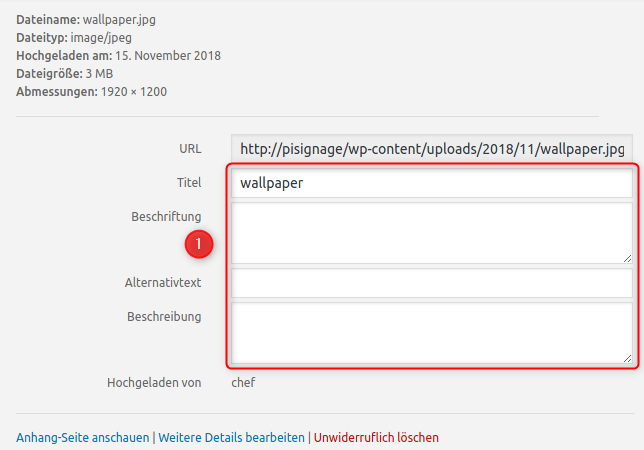 Dateiname: wallpaper.jpg
Dateityp: image/jpeg
Hochgeladen am: 15. November 2018
Dateigröße: 3 MB
Abmessungen: 1920 × 1200
URL http://pisignage/wp-content/uploads/2018/11/wallpaper.jpg
Titel wallpaper
Beschriftung
1
Alternativtext
Beschreibung
Hochgeladen von chef
Anhang-Seite anschauen | Weitere Details bearbeiten | Unwiderruflich löschen